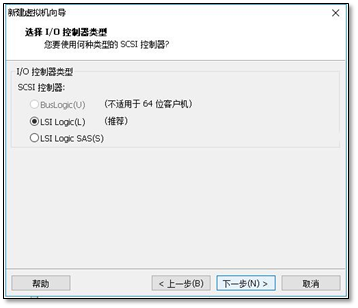 新建虚拟机向导
选择 I/O 控制器类型
您要使用何种类型的 SCSI 控制器?
I/O 控制器类型
SCSI 控制器:
BusLogic(U) (不适用于 64 位客户机)
LSI Logic(L) (推荐)
LSI Logic SAS(S)
帮助 < 上一步(B) 下一步(N) > 取消